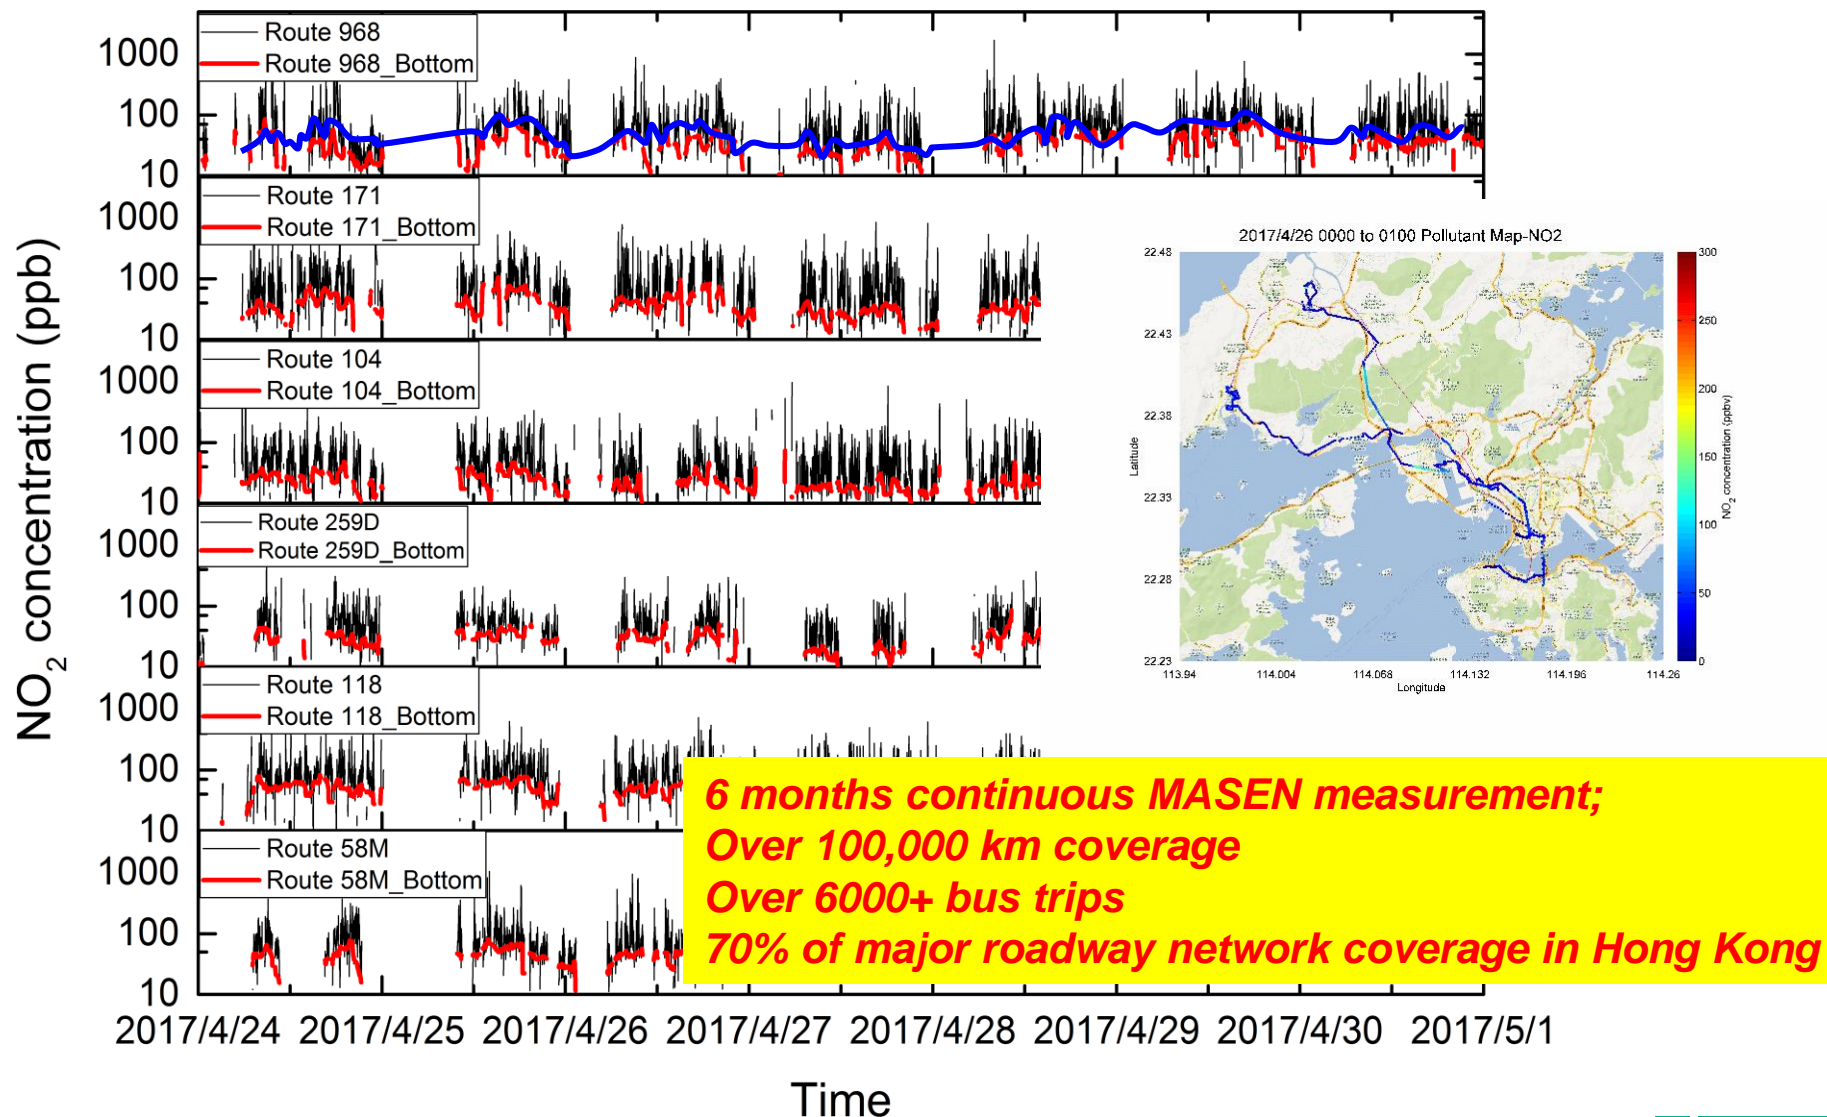 NO2 concentration (ppb)
1000
100
10
Route 968
Route 968_Bottom
1000
100
10
Route 171
Route 171_Bottom
1000
100
10
Route 104
Route 104_Bottom
1000
100
10
Route 259D
Route 259D_Bottom
1000
100
10
Route 118
Route 118_Bottom
1000
100
10
Route 58M
Route 58M_Bottom
2017/4/24 2017/4/25 2017/4/26 2017/4/27 2017/4/28 2017/4/29 2017/4/30 2017/5/1
Time
2017/4/26 0000 to 0100 Pollutant Map-NO2
22.48
22.43
22.38
22.33
22.28
22.23
Latitude
113.94 114.004 114.068 114.132 114.196 114.26
Longitude
300
250
200
150
100
50
0
NO2 concentration (ppbv)
6 months continuous MASEN measurement;
Over 100,000 km coverage
Over 6000+ bus trips
70% of major roadway network coverage in Hong Kong